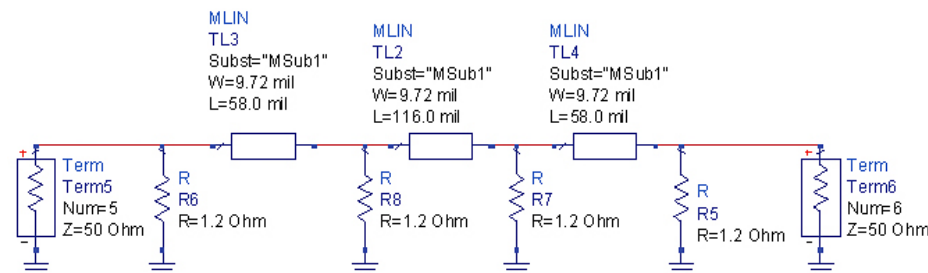 MLIN
TL3
Subst="MSub1"
W=9.72 mil
L=58.0 mil
MLIN
TL2
Subst="MSub1"
W=9.72 mil
L=116.0 mil
MLIN
TL4
Subst="MSub1"
W=9.72 mil
L=58.0 mil
+
Term
Term5
Num=5
Z=50 Ohm
-
R
R6
R=1.2 Ohm
R
R8
R=1.2 Ohm
R
R7
R=1.2 Ohm
R
R5
R=1.2 Ohm
+
Term
Term6
Num=6
Z=50 Ohm
-